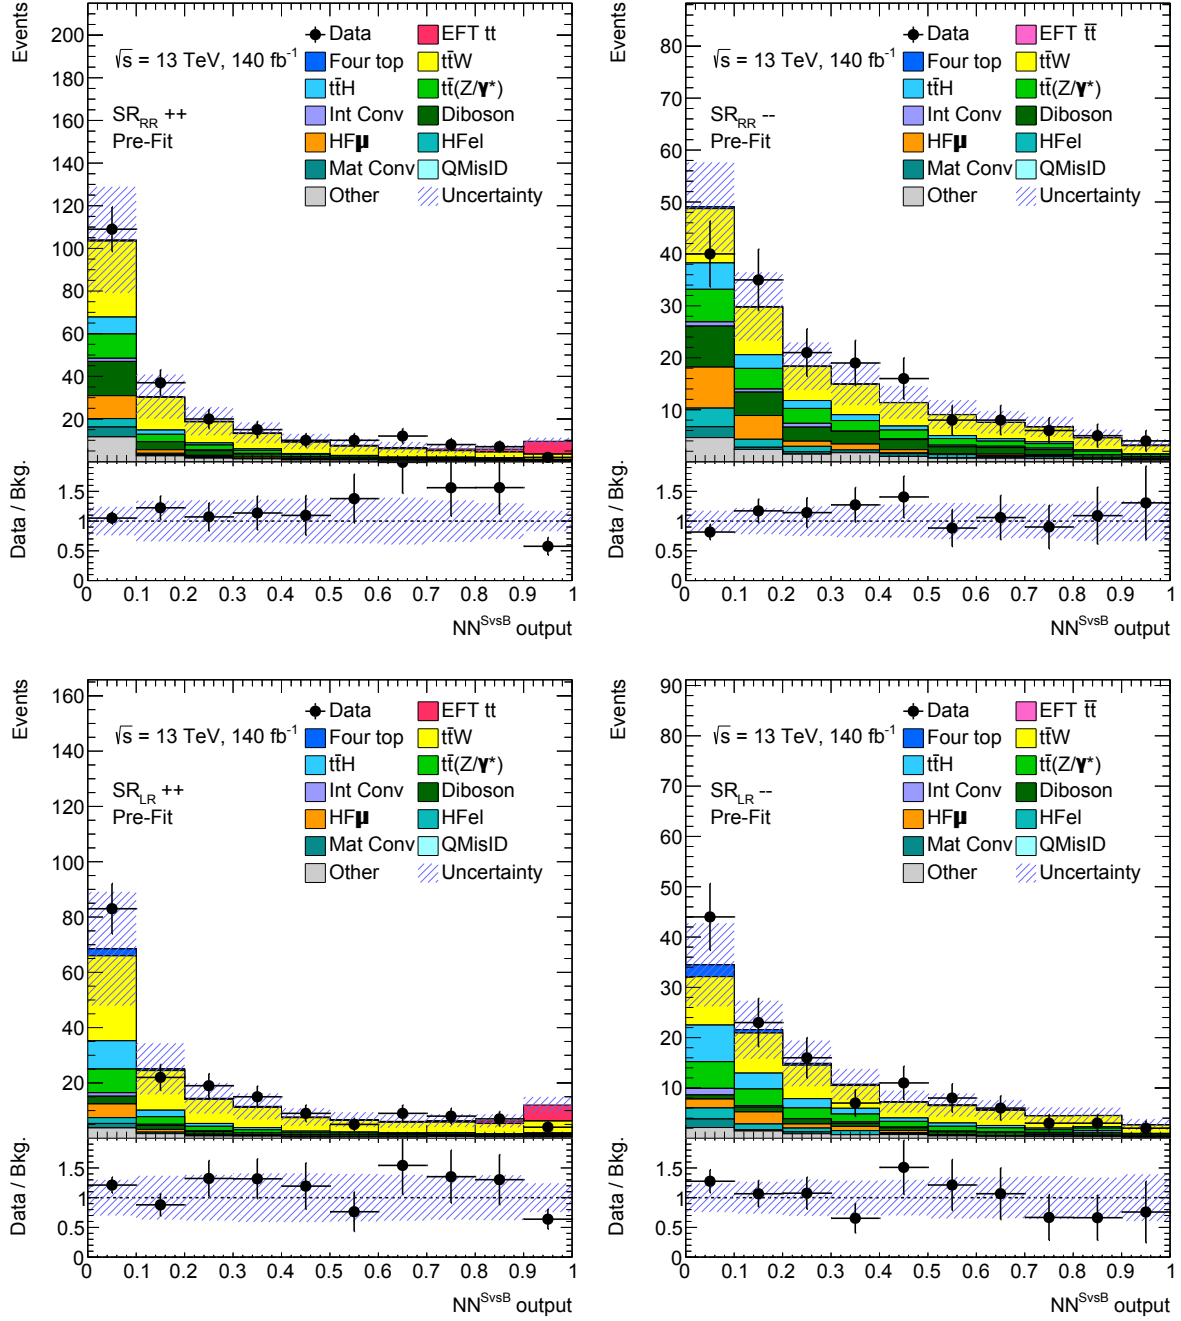 Events
200
180
160
140
120
100
80
60
40
20
√s = 13 TeV, 140 fb⁻¹
SR_RR ++
Pre-Fit
Data
EFT tt
Four top
tt̄W
tt̄H
tt̄(Z/γ*)
Int Conv
Diboson
HFμ
HFel
Mat Conv
QMisID
Other
Uncertainty
Data / Bkg.
1.5
1
0.5
0
0 0.1 0.2 0.3 0.4 0.5 0.6 0.7 0.8 0.9 1
NN^SvsB output
Events
80
70
60
50
40
30
20
10
√s = 13 TeV, 140 fb⁻¹
SR_RR --
Pre-Fit
Data
EFT t̄t̄
Four top
tt̄W
tt̄H
tt̄(Z/γ*)
Int Conv
Diboson
HFμ
HFel
Mat Conv
QMisID
Other
Uncertainty
Data / Bkg.
1.5
1
0.5
0
0 0.1 0.2 0.3 0.4 0.5 0.6 0.7 0.8 0.9 1
NN^SvsB output
Events
160
140
120
100
80
60
40
20
√s = 13 TeV, 140 fb⁻¹
SR_LR ++
Pre-Fit
Data
EFT tt
Four top
tt̄W
tt̄H
tt̄(Z/γ*)
Int Conv
Diboson
HFμ
HFel
Mat Conv
QMisID
Other
Uncertainty
Data / Bkg.
1.5
1
0.5
0
0 0.1 0.2 0.3 0.4 0.5 0.6 0.7 0.8 0.9 1
NN^SvsB output
Events
90
80
70
60
50
40
30
20
10
√s = 13 TeV, 140 fb⁻¹
SR_LR --
Pre-Fit
Data
EFT t̄t̄
Four top
tt̄W
tt̄H
tt̄(Z/γ*)
Int Conv
Diboson
HFμ
HFel
Mat Conv
QMisID
Other
Uncertainty
Data / Bkg.
1.5
1
0.5
0
0 0.1 0.2 0.3 0.4 0.5 0.6 0.7 0.8 0.9 1
NN^SvsB output